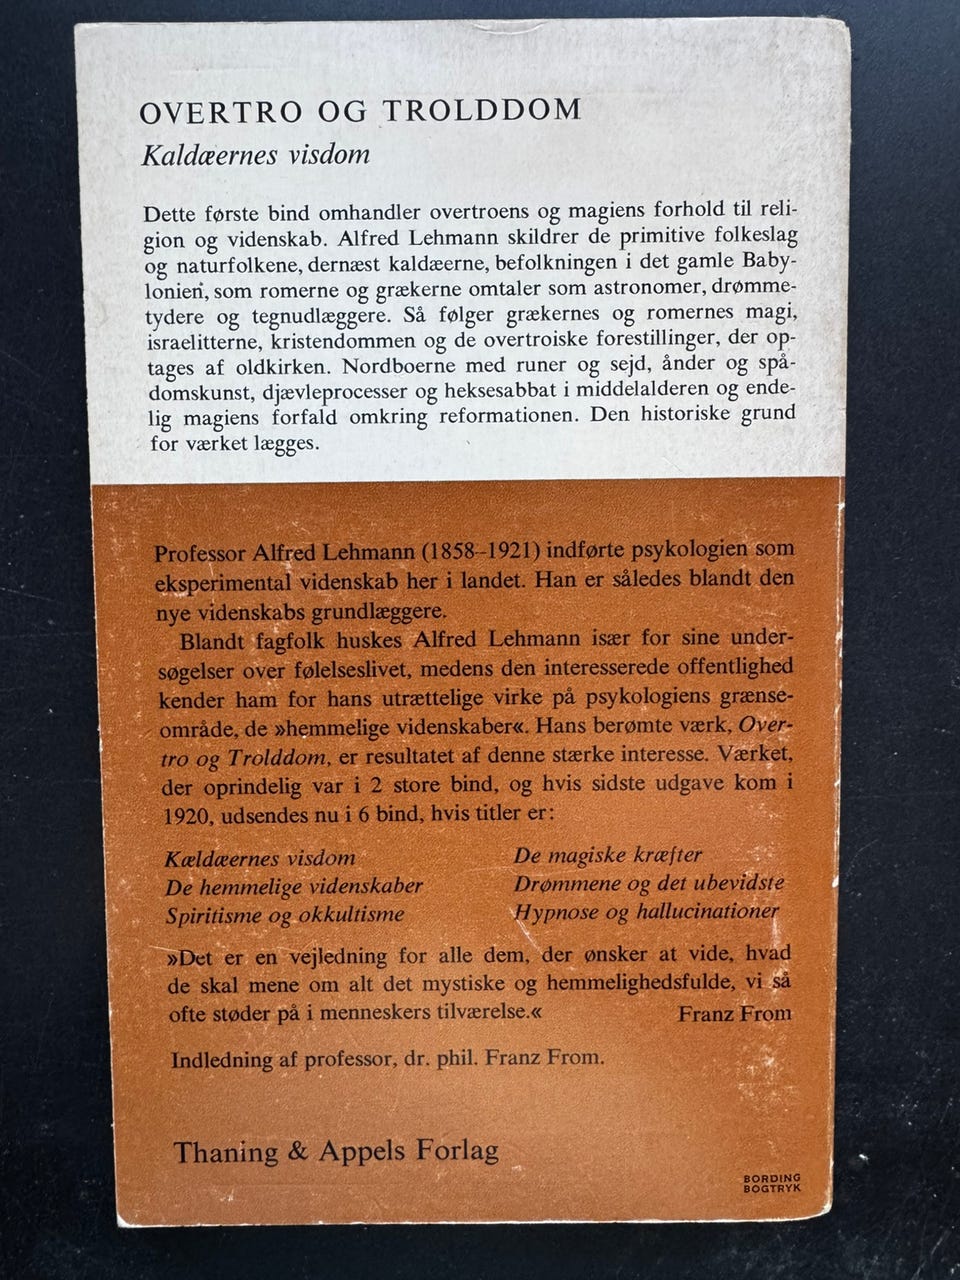 OVERTRO OG TROLDDOM
Kaldæernes visdom
Dette første bind omhandler overtroens og magiens forhold til reli-
gion og videnskab. Alfred Lehmann skildrer de primitive folkeslag
og naturfolkene, dernæst kaldæerne, befolkningen i det gamle Baby-
lonien, som romerne og grækerne omtaler som astronomer, drømme-
tydere og tegnudlæggere. Så følger grækernes og romernes magi,
israelitterne, kristendommen og de overtroiske forestillinger, der op-
tages af oldkirken. Nordboerne med runer og sejd, ånder og spå-
domskunst, djævleprocesser og heksesabbat i middelalderen og ende-
lig magiens forfald omkring reformationen. Den historiske grund
for værket lægges.
Professor Alfred Lehmann (1858–1921) indførte psykologien som
eksperimental videnskab her i landet. Han er således blandt den
nye videnskabs grundlæggere.
Blandt fagfolk huskes Alfred Lehmann især for sine under-
søgelser over følelseslivet, medens den interesserede offentlighed
kender ham for hans utrættelige virke på psykologiens grænse-
område, de »hemmelige videnskaber«. Hans berømte værk, Over-
tro og Trolddom, er resultatet af denne stærke interesse. Værket,
der oprindelig var i 2 store bind, og hvis sidste udgave kom i
1920, udsendes nu i 6 bind, hvis titler er:
Kældæernes visdom
De hemmelige videnskaber
Spiritisme og okkultisme
De magiske kræfter
Drømmene og det ubevidste
Hypnose og hallucinationer
»Det er en vejledning for alle dem, der ønsker at vide, hvad
de skal mene om alt det mystiske og hemmelighedsfulde, vi så
ofte støder på i menneskers tilværelse.« Franz From
Indledning af professor, dr. phil. Franz From.
Thaning & Appels Forlag
BORDING
BOGTRYK